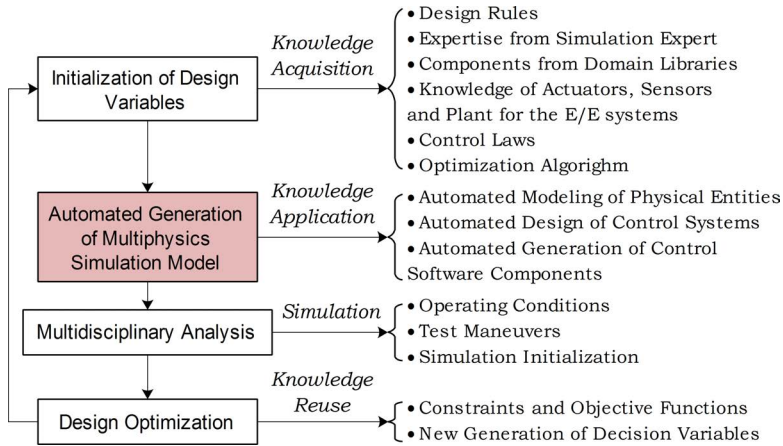 Initialization of Design
Variables
Knowledge
Acquisition
• Design Rules
• Expertise from Simulation Expert
• Components from Domain Libraries
• Knowledge of Actuators, Sensors
and Plant for the E/E systems
• Control Laws
• Optimization Algorighm
Automated Generation
of Multiphysics
Simulation Model
Knowledge
Application
• Automated Modeling of Physical Entities
• Automated Design of Control Systems
• Automated Generation of Control
Software Components
Multidisciplinary Analysis
Simulation
• Operating Conditions
• Test Maneuvers
• Simulation Initialization
Design Optimization
Knowledge
Reuse
• Constraints and Objective Functions
• New Generation of Decision Variables